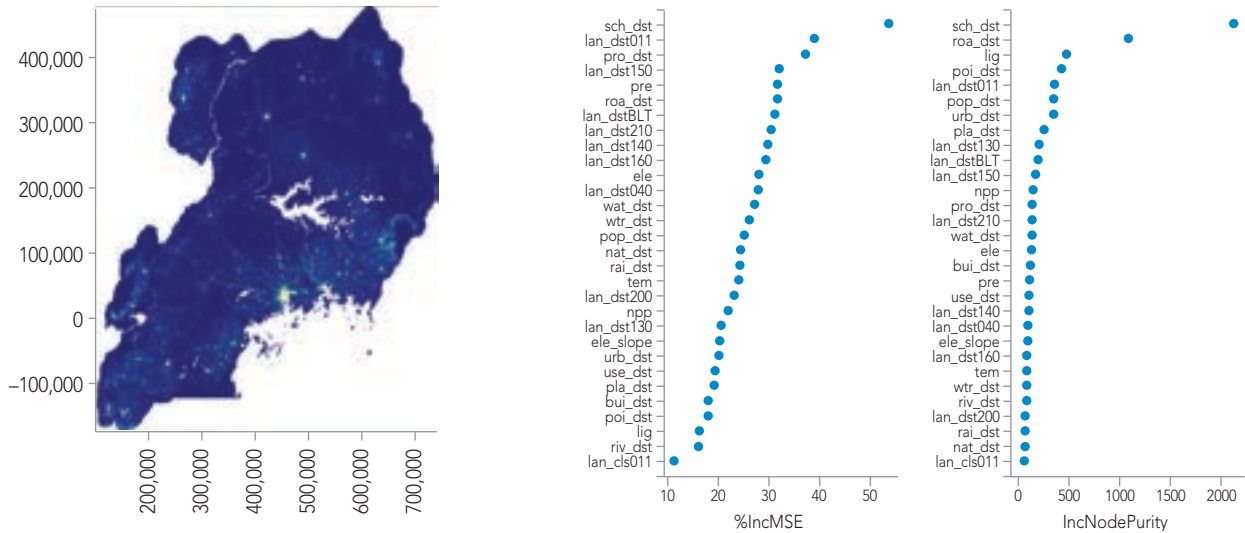 400,000
300,000
200,000
100,000
0
−100,000
200,000
300,000
400,000
500,000
600,000
700,000
sch_dst
lan_dst011
pro_dst
lan_dst150
pre
roa_dst
lan_dstBLT
lan_dst210
lan_dst140
lan_dst160
ele
lan_dst040
wat_dst
wtr_dst
pop_dst
nat_dst
rai_dst
tem
lan_dst200
npp
lan_dst130
ele_slope
urb_dst
use_dst
pla_dst
bui_dst
poi_dst
lig
riv_dst
lan_cls011
10 20 30 40 50
%IncMSE
sch_dst
roa_dst
lig
poi_dst
lan_dst011
pop_dst
urb_dst
pla_dst
lan_dst130
lan_dstBLT
lan_dst150
npp
pro_dst
lan_dst210
wat_dst
ele
bui_dst
pre
use_dst
lan_dst140
lan_dst040
ele_slope
lan_dst160
tem
wtr_dst
riv_dst
lan_dst200
rai_dst
nat_dst
lan_cls011
0 500 1000 1500 2000
IncNodePurity